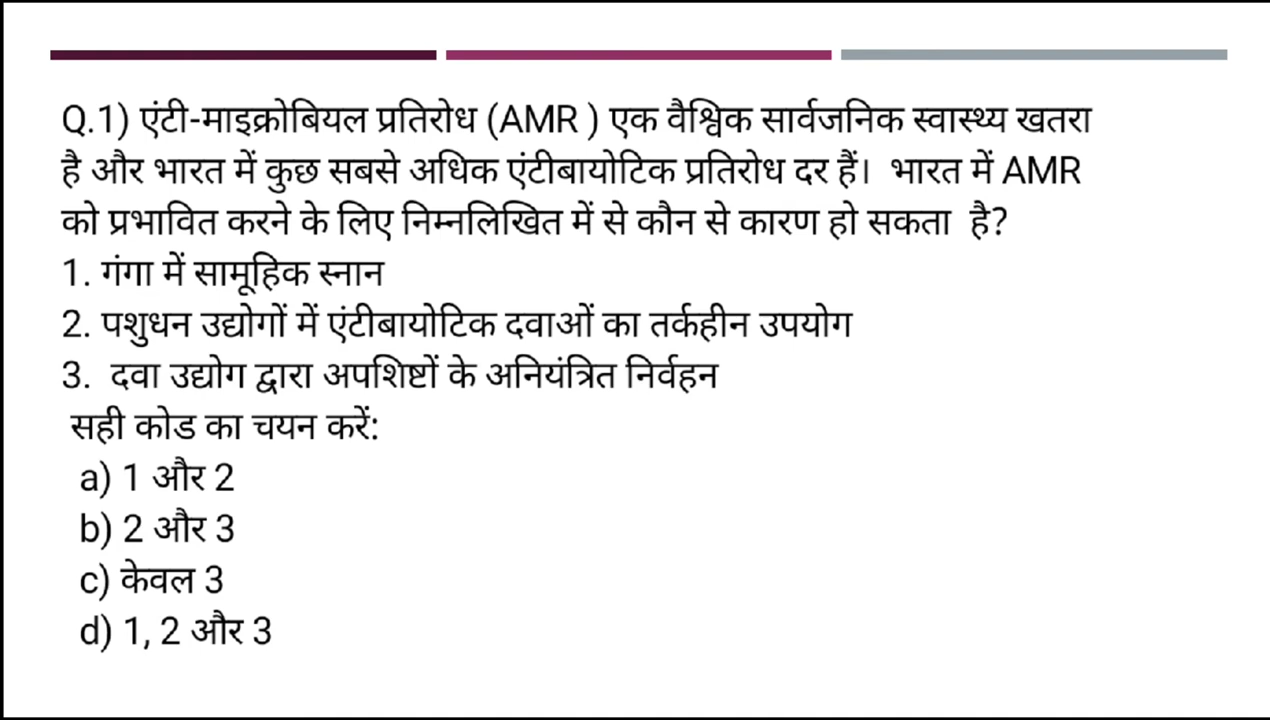 Q.1) एंटी-माइक्रोबियल प्रतिरोध (AMR ) एक वैश्विक सार्वजनिक स्वास्थ्य खतरा
है और भारत में कुछ सबसे अधिक एंटीबायोटिक प्रतिरोध दर हैं।  भारत में AMR
को प्रभावित करने के लिए निम्नलिखित में से कौन से कारण हो सकता  है?
1. गंगा में सामूहिक स्नान
2. पशुधन उद्योगों में एंटीबायोटिक दवाओं का तर्कहीन उपयोग
3.  दवा उद्योग द्वारा अपशिष्टों के अनियंत्रित निर्वहन
सही कोड का चयन करें:
a) 1 और 2
b) 2 और 3
c) केवल 3
d) 1, 2 और 3